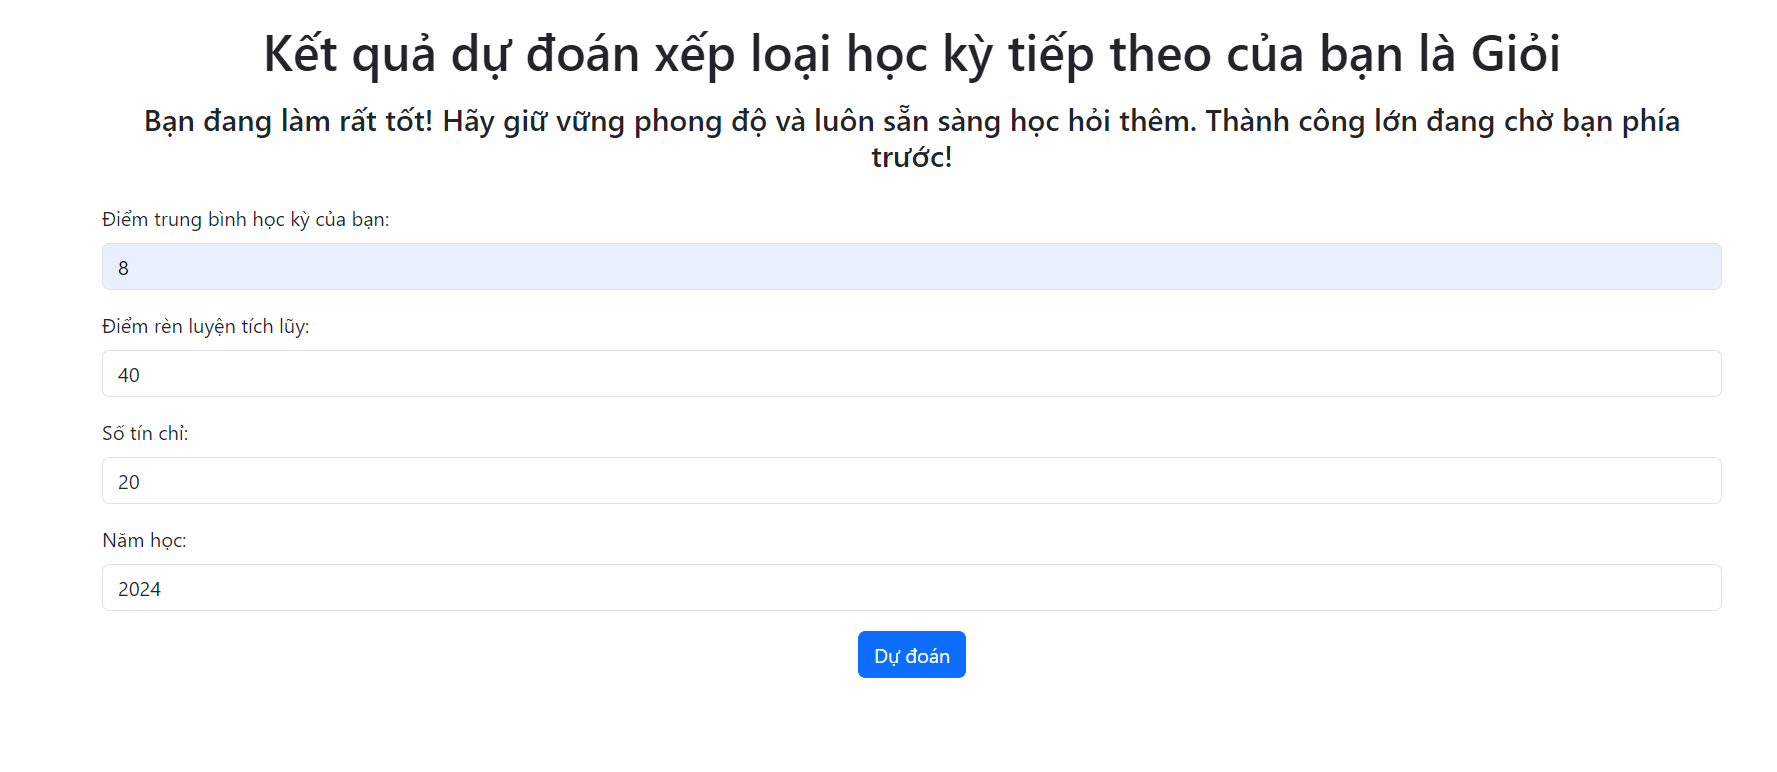 Kết quả dự đoán xếp loại học kỳ tiếp theo của bạn là Giỏi
Bạn đang làm rất tốt! Hãy giữ vững phong độ và luôn sẵn sàng học hỏi thêm. Thành công lớn đang chờ bạn phía
trước!
Điểm trung bình học kỳ của bạn:
8
Điểm rèn luyện tích lũy:
40
Số tín chỉ:
20
Năm học:
2024
Dự đoán